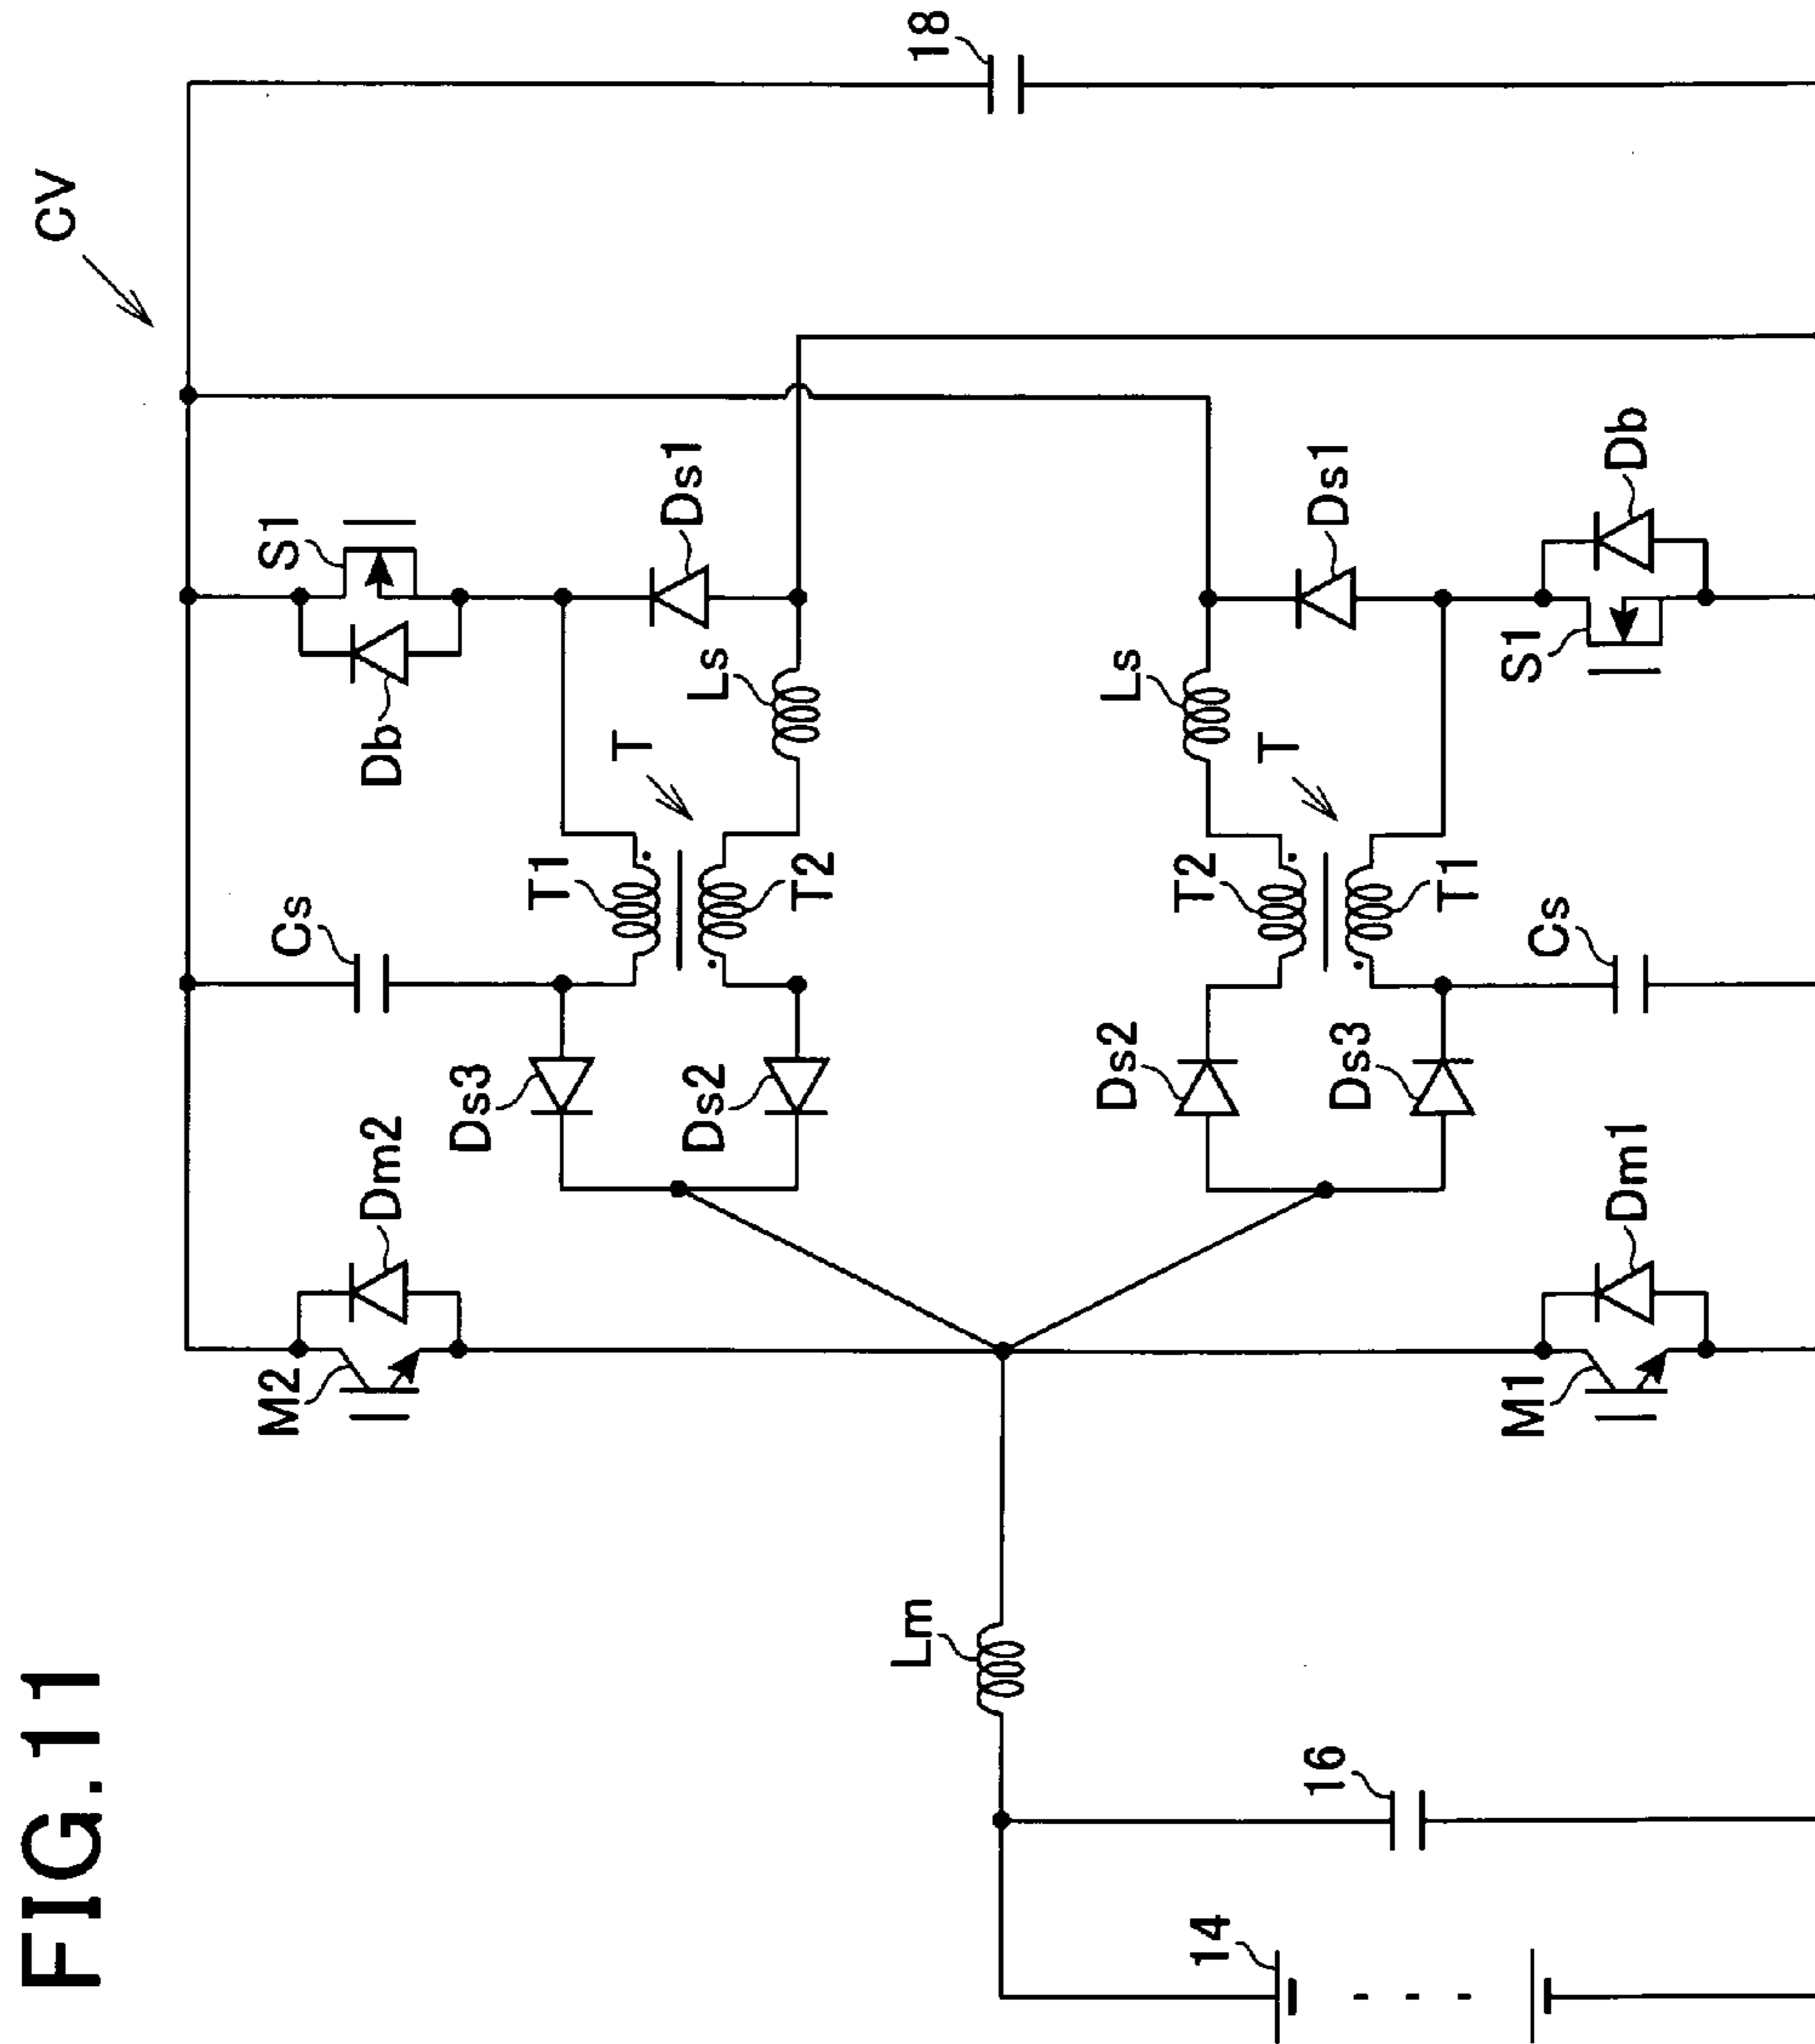 FIG.11
CV
18
S1
Db
Ds1
Ls
T
T1
T2
Cs
Ds3
Ds2
M2
Dm2
Ls
T
T2
T1
Ds1
Db
S1
Cs
Ds2
Ds3
Dm1
M1
Lm
16
14